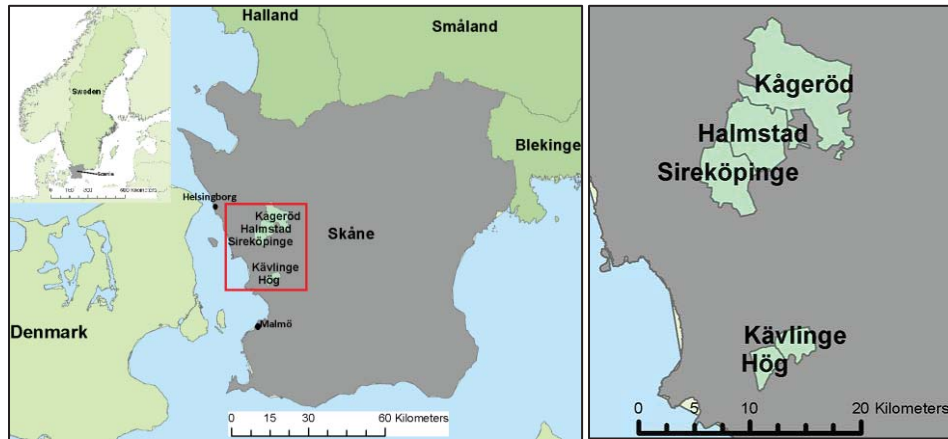 Halland
Småland
Sweden
Scania
Blekinge
Helsingborg
Kågeröd
Halmstad
Sireköpinge
Skåne
Kävlinge
Hög
Denmark
Malmö
0 15 30 60 Kilometers
Kågeröd
Halmstad
Sireköpinge
Kävlinge
Hög
0 5 10 20 Kilometers